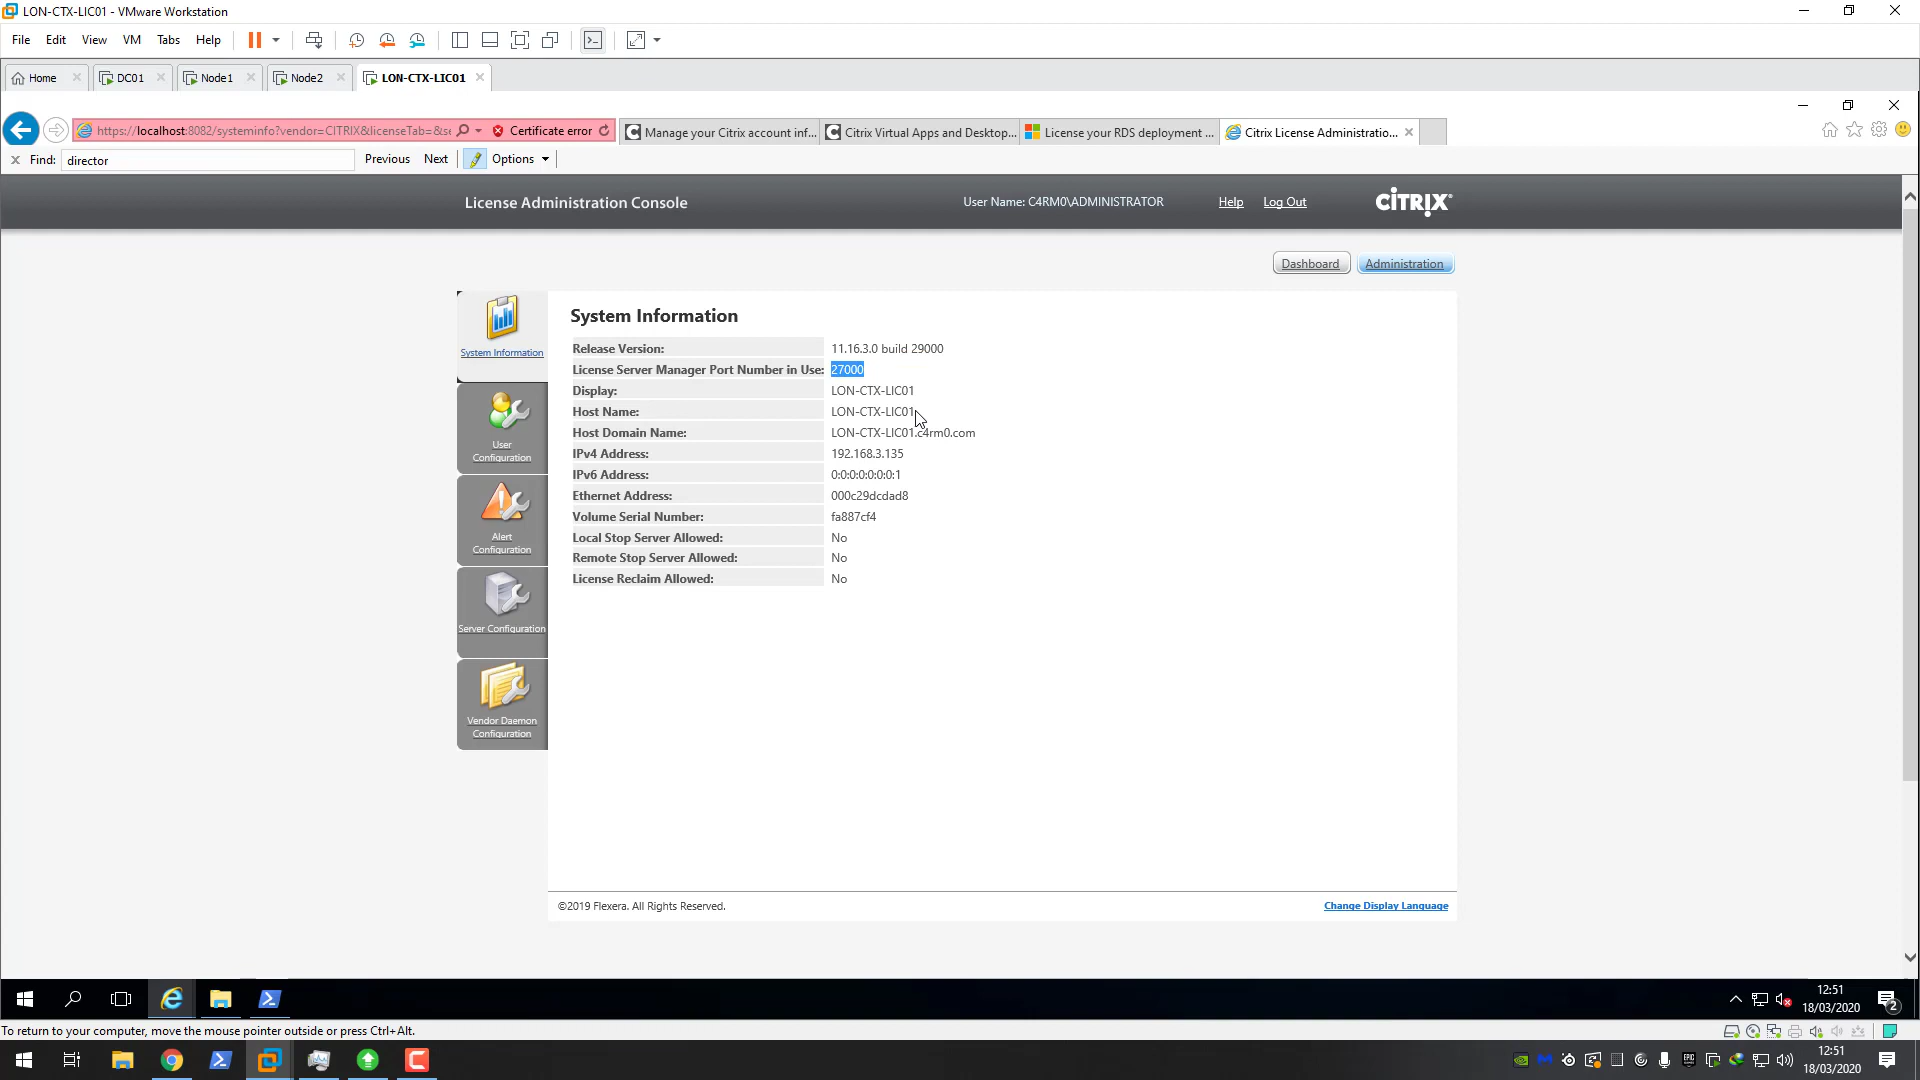 LON-CTX-LIC01 - VMware Workstation
File Edit View VM Tabs Help
Home DC01 Node1 Node2 LON-CTX-LIC01
https://localhost:8082/systeminfo?vendor=CITRIX&licenseTab=&se Certificate error Manage your Citrix account inf... Citrix Virtual Apps and Desktop... License your RDS deployment ... Citrix License Administratio...
Find: director Previous Next Options
License Administration Console User Name: C4RM0\ADMINISTRATOR Help Log Out CİTRİX
Dashboard Administration
System Information
System Information
User Configuration
Alert Configuration
Server Configuration
Vendor Daemon Configuration
Release Version: 11.16.3.0 build 29000
License Server Manager Port Number in Use: 27000
Display: LON-CTX-LIC01
Host Name: LON-CTX-LIC01
Host Domain Name: LON-CTX-LIC01.c4rm0.com
IPv4 Address: 192.168.3.135
IPv6 Address: 0:0:0:0:0:0:0:1
Ethernet Address: 000c29dcdad8
Volume Serial Number: fa887cf4
Local Stop Server Allowed: No
Remote Stop Server Allowed: No
License Reclaim Allowed: No
©2019 Flexera. All Rights Reserved. Change Display Language
12:51
18/03/2020
2
To return to your computer, move the mouse pointer outside or press Ctrl+Alt.
12:51
18/03/2020